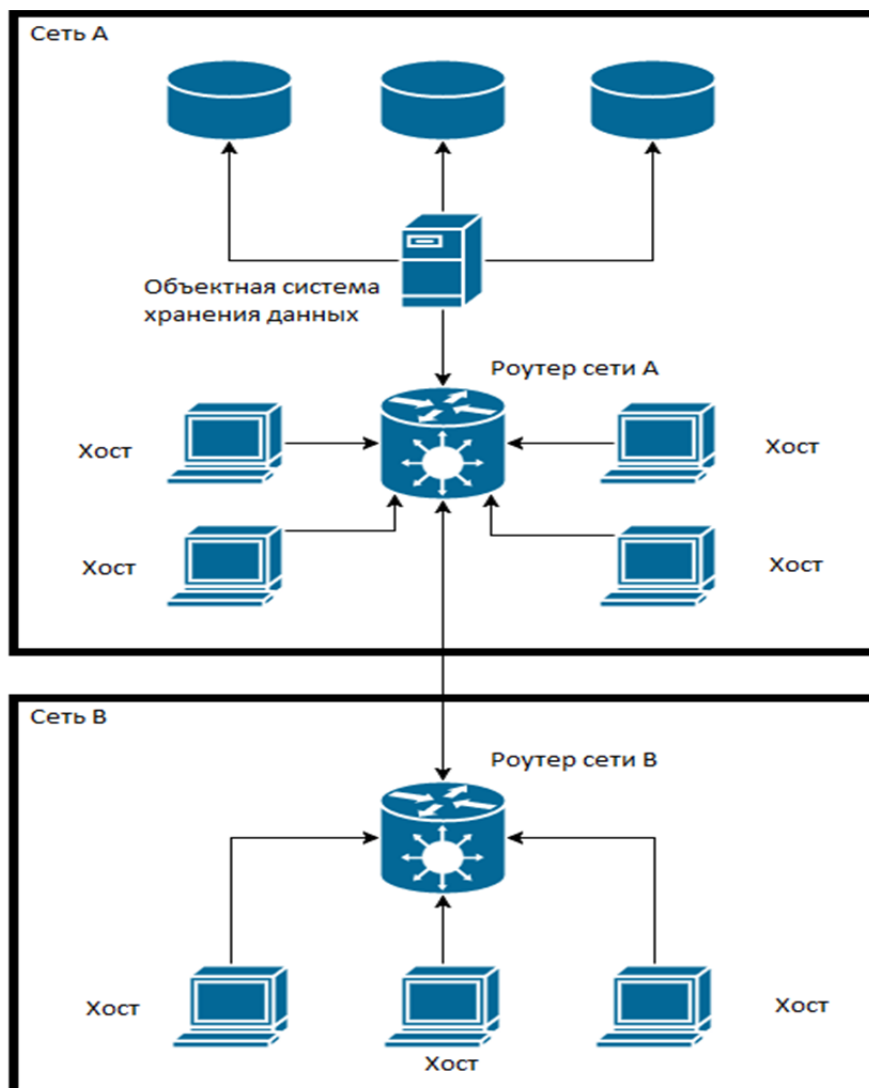 Сеть А
Объектная система
хранения данных
Роутер сети А
Хост
Хост
Хост
Хост
Сеть В
Роутер сети В
Хост
Хост
Хост